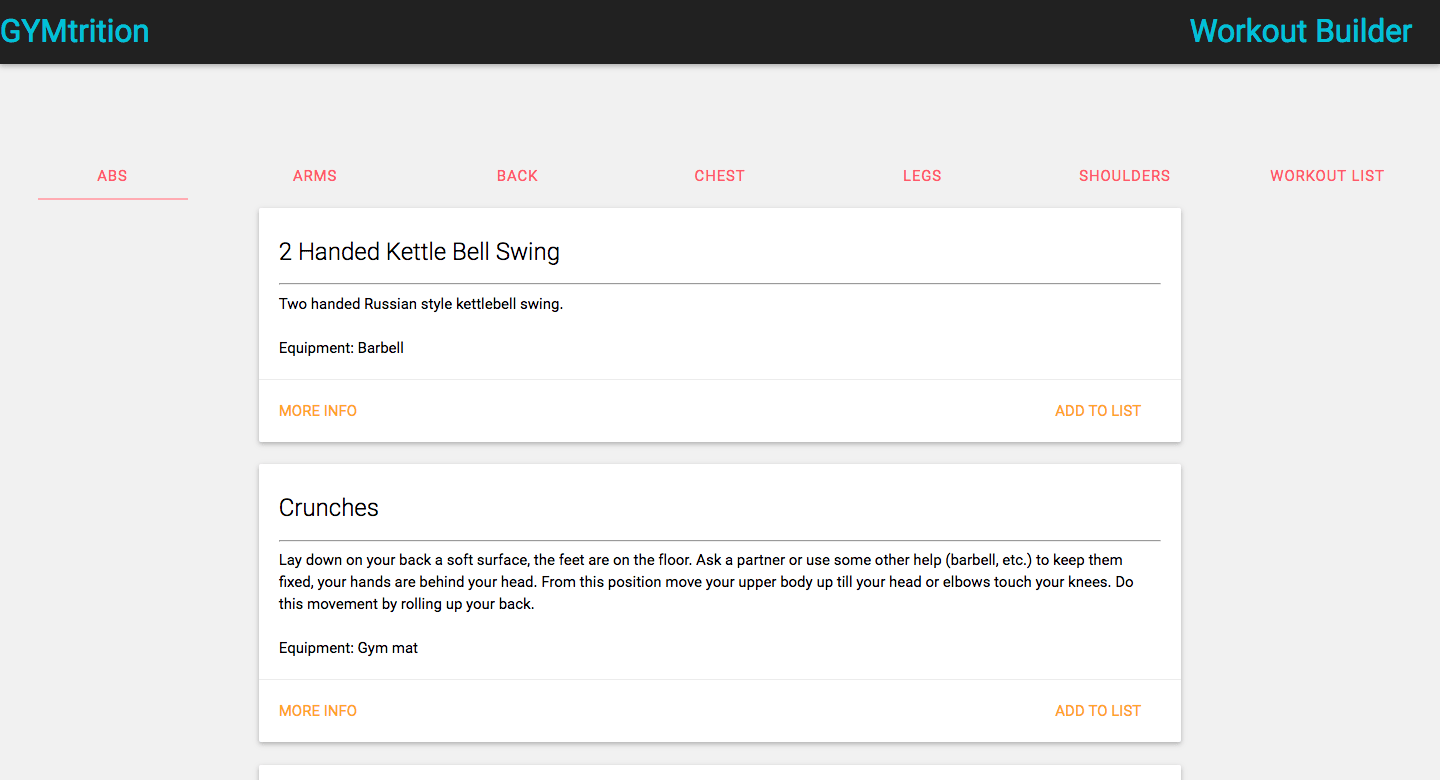 GYMtrition
Workout Builder
ABS
ARMS
BACK
CHEST
LEGS
SHOULDERS
WORKOUT LIST
2 Handed Kettle Bell Swing
Two handed Russian style kettlebell swing.
Equipment: Barbell
MORE INFO
ADD TO LIST
Crunches
Lay down on your back a soft surface, the feet are on the floor. Ask a partner or use some other help (barbell, etc.) to keep them
fixed, your hands are behind your head. From this position move your upper body up till your head or elbows touch your knees. Do
this movement by rolling up your back.
Equipment: Gym mat
MORE INFO
ADD TO LIST